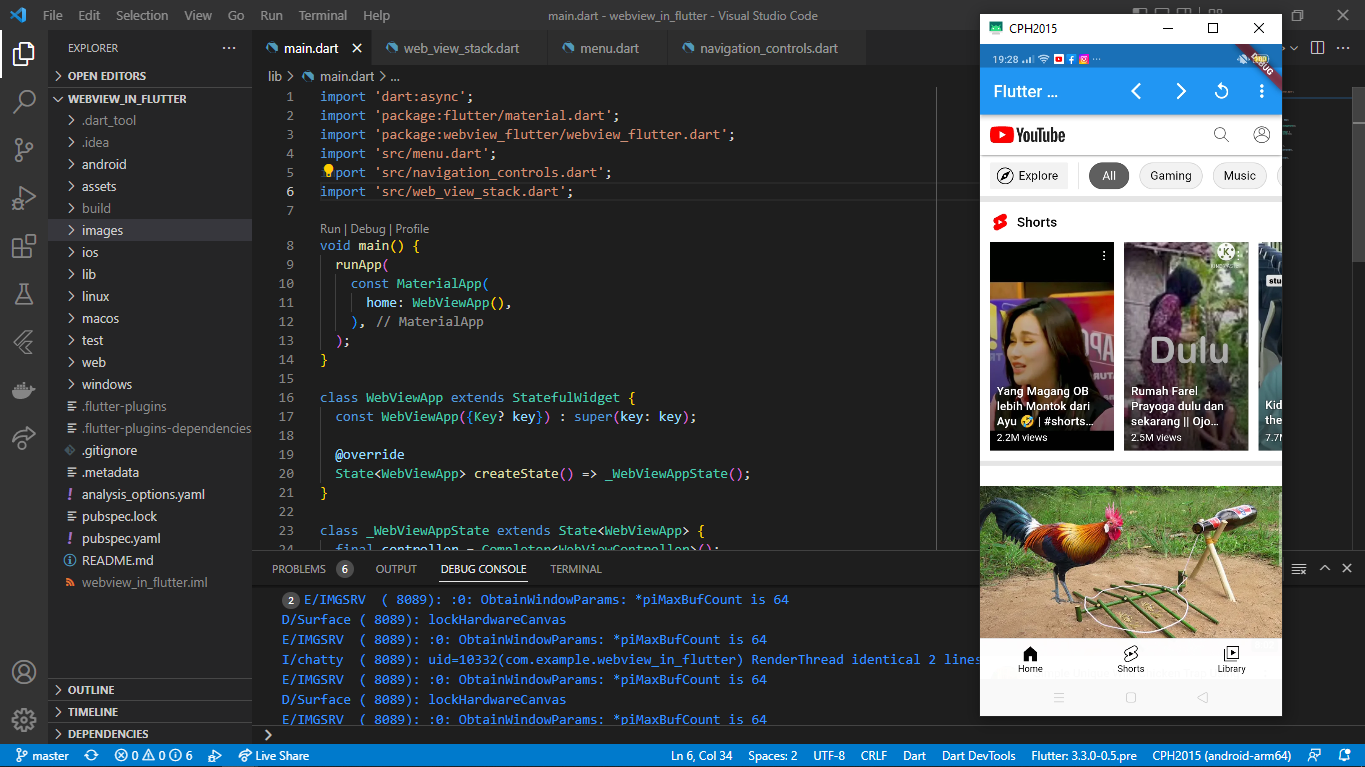 File Edit Selection View Go Run Terminal Help
main.dart - webview_in_flutter - Visual Studio Code
EXPLORER
OPEN EDITORS
WEBVIEW_IN_FLUTTER
.dart_tool
.idea
android
assets
build
images
ios
lib
linux
macos
test
web
windows
.flutter-plugins
.flutter-plugins-dependencies
.gitignore
.metadata
analysis_options.yaml
pubspec.lock
pubspec.yaml
README.md
webview_in_flutter.iml
OUTLINE
TIMELINE
DEPENDENCIES
main.dart web_view_stack.dart menu.dart navigation_controls.dart
lib > main.dart > ...
1 import 'dart:async';
2 import 'package:flutter/material.dart';
3 import 'package:webview_flutter/webview_flutter.dart';
4 import 'src/menu.dart';
5 port 'src/navigation_controls.dart';
6 import 'src/web_view_stack.dart';
7
Run | Debug | Profile
8 void main() {
9 runApp(
10 const MaterialApp(
11 home: WebViewApp(),
12 ), // MaterialApp
13 );
14 }
15
16 class WebViewApp extends StatefulWidget {
17 const WebViewApp({Key? key}) : super(key: key);
18
19 @override
20 State<WebViewApp> createState() => _WebViewAppState();
21 }
22
23 class _WebViewAppState extends State<WebViewApp> {
24 final controller = Completer<WebViewController>();
PROBLEMS 6 OUTPUT DEBUG CONSOLE TERMINAL
2 E/IMGSRV ( 8089): :0: ObtainWindowParams: *piMaxBufCount is 64
D/Surface ( 8089): lockHardwareCanvas
E/IMGSRV ( 8089): :0: ObtainWindowParams: *piMaxBufCount is 64
I/chatty ( 8089): uid=10332(com.example.webview_in_flutter) RenderThread identical 2 lines
E/IMGSRV ( 8089): :0: ObtainWindowParams: *piMaxBufCount is 64
D/Surface ( 8089): lockHardwareCanvas
E/IMGSRV ( 8089): :0: ObtainWindowParams: *piMaxBufCount is 64
CPH2015
19:28
DEBUG
Flutter ...
YouTube
Explore All Gaming Music
Shorts
Dulu
Yang Magang OB
lebih Montok dari
Ayu 🤣 | #shorts...
2.2M views
Rumah Farel
Prayoga dulu dan
sekarang || Ojo...
2.5M views
stu
Kid
the
7.7M
Home Shorts Library
master 0 0 6 Live Share Ln 6, Col 34 Spaces: 2 UTF-8 CRLF Dart Dart DevTools Flutter: 3.3.0-0.5.pre CPH2015 (android-arm64)